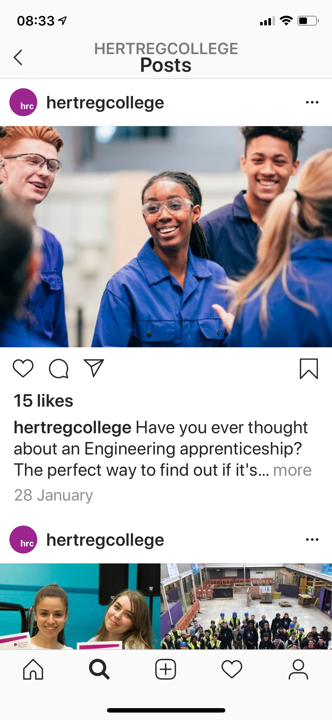 08:33
HERTREGCOLLEGE
Posts
hrc hertregcollege
15 likes
hertregcollege Have you ever thought
about an Engineering apprenticeship?
The perfect way to find out if it's... more
28 January
hrc hertregcollege